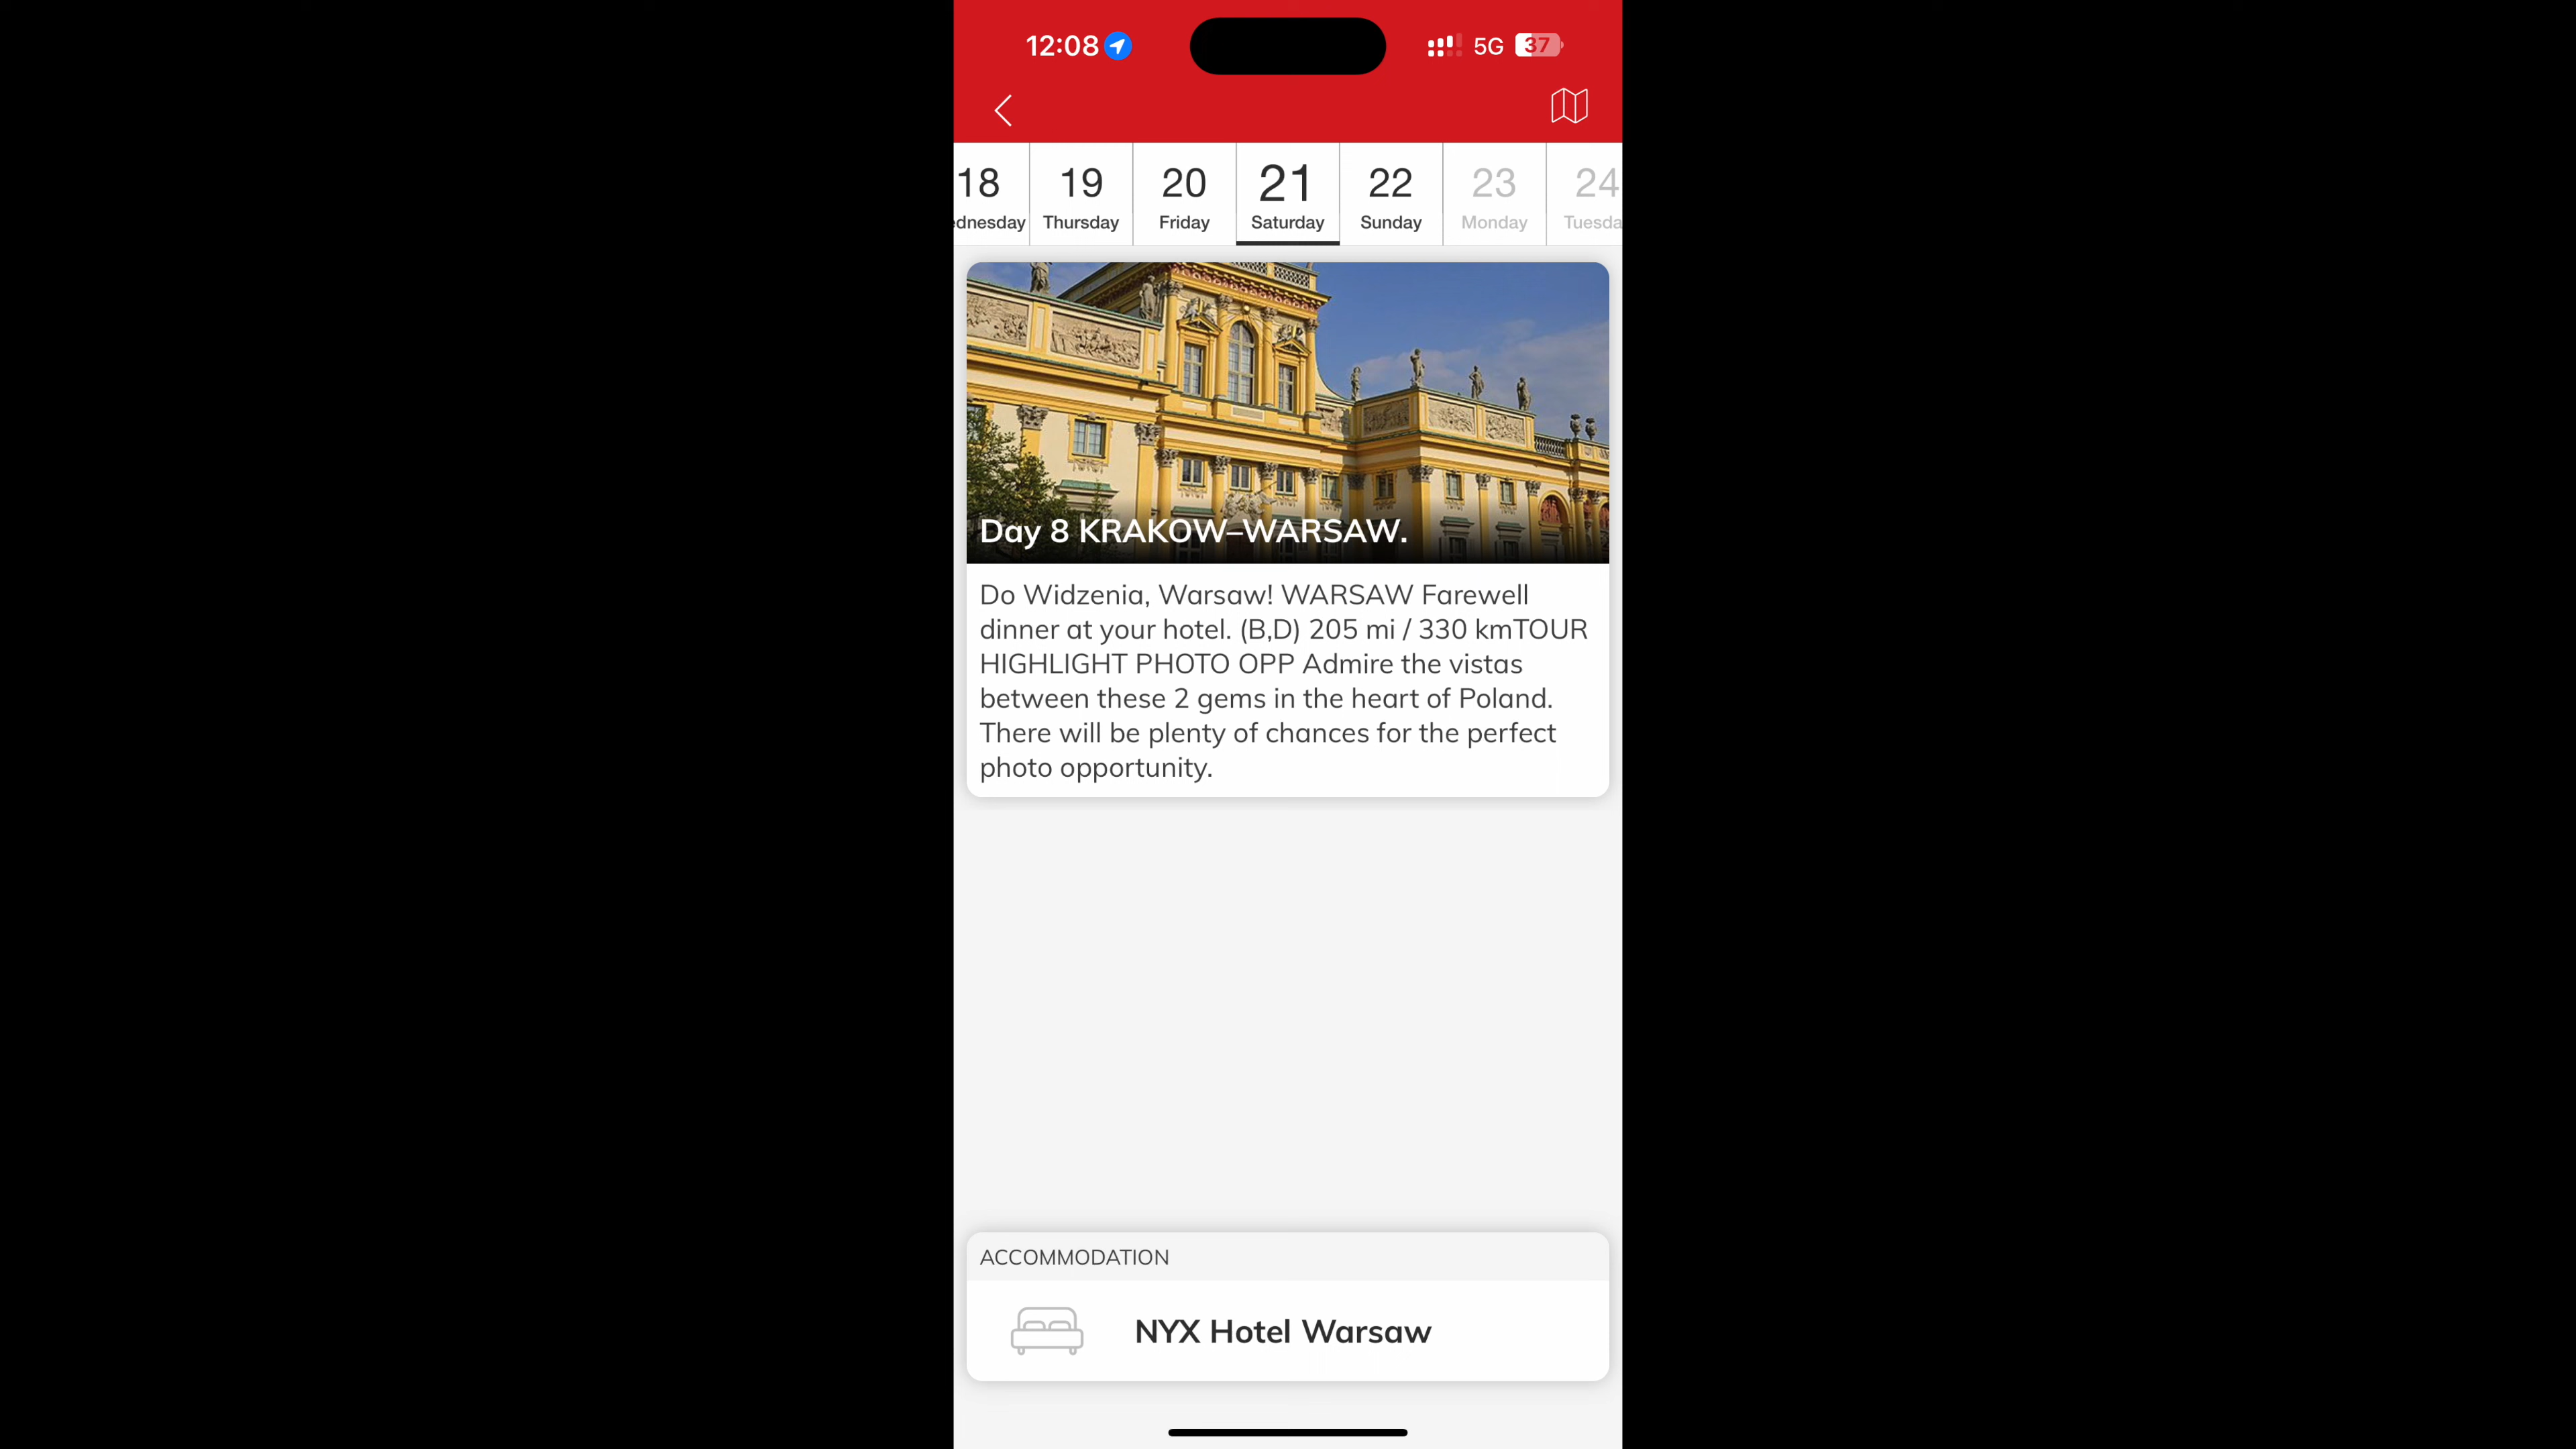 12:08 5G 37
18 19 20 21 22 23 24
ednesday Thursday Friday Saturday Sunday Monday Tuesda
Day 8 KRAKOW–WARSAW.
Do Widzenia, Warsaw! WARSAW Farewell
dinner at your hotel. (B,D) 205 mi / 330 kmTOUR
HIGHLIGHT PHOTO OPP Admire the vistas
between these 2 gems in the heart of Poland.
There will be plenty of chances for the perfect
photo opportunity.
ACCOMMODATION
NYX Hotel Warsaw